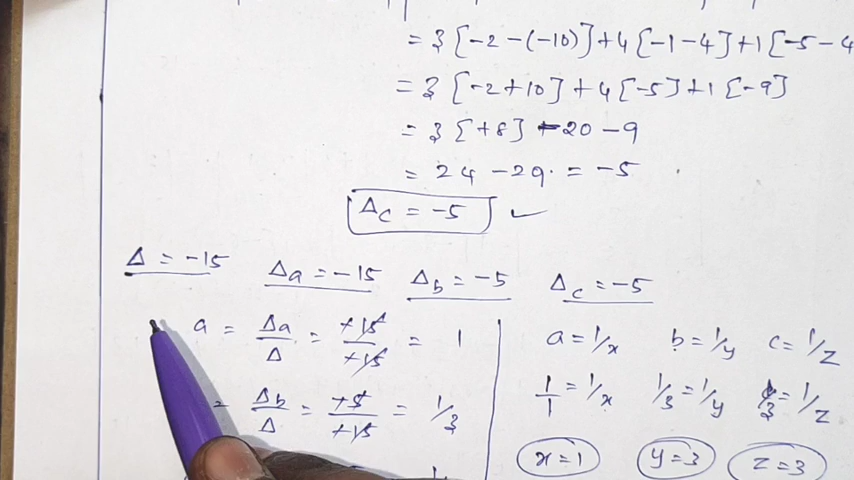 = 3 [-2 - (-10)] + 4 [-1 - 4] + 1 [-5 - 4
= 3 [-2 + 10] + 4 [-5] + 1 [-9]
= 3 [+8] - 20 - 9
= 24 - 29. = -5
Δc = -5 ✓
Δ = -15 Δa = -15 Δb = -5 Δc = -5
a = Δa/Δ = +15/+15 = 1
= Δb/Δ = +5/+15 = 1/3
a = 1/x b = 1/y c = 1/z
1/1 = 1/x 1/3 = 1/y 1/3 = 1/z
x = 1 y = 3 z = 3